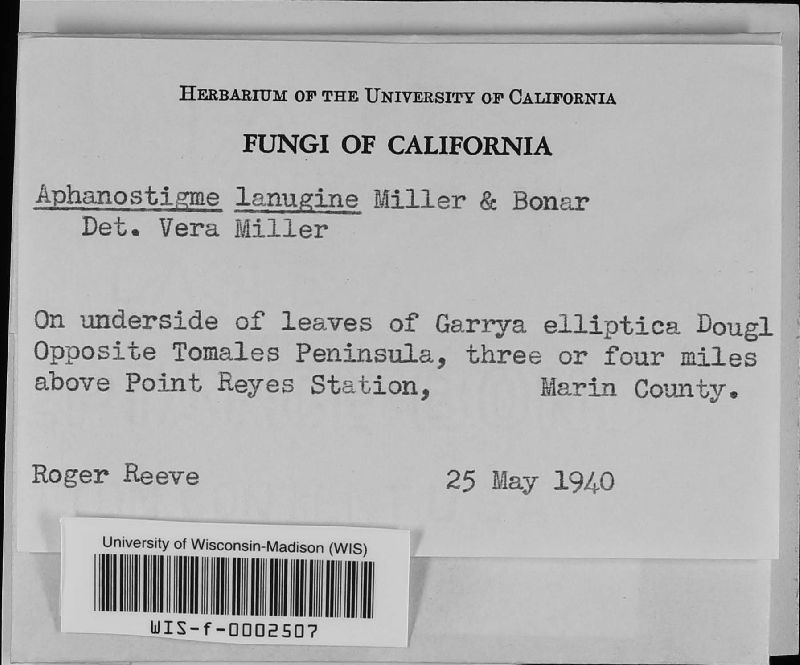 HERBARIUM OF THE UNIVERSITY OF CALIFORNIA
FUNGI OF CALIFORNIA
Aphanostigme lanugine Miller & Bonar
Det. Vera Miller
On underside of leaves of Garrya elliptica Dougl
Opposite Tomales Peninsula, three or four miles
above Point Reyes Station, Marin County.
Roger Reeve 25 May 1940
University of Wisconsin-Madison (WIS)
WIS-f-0002507